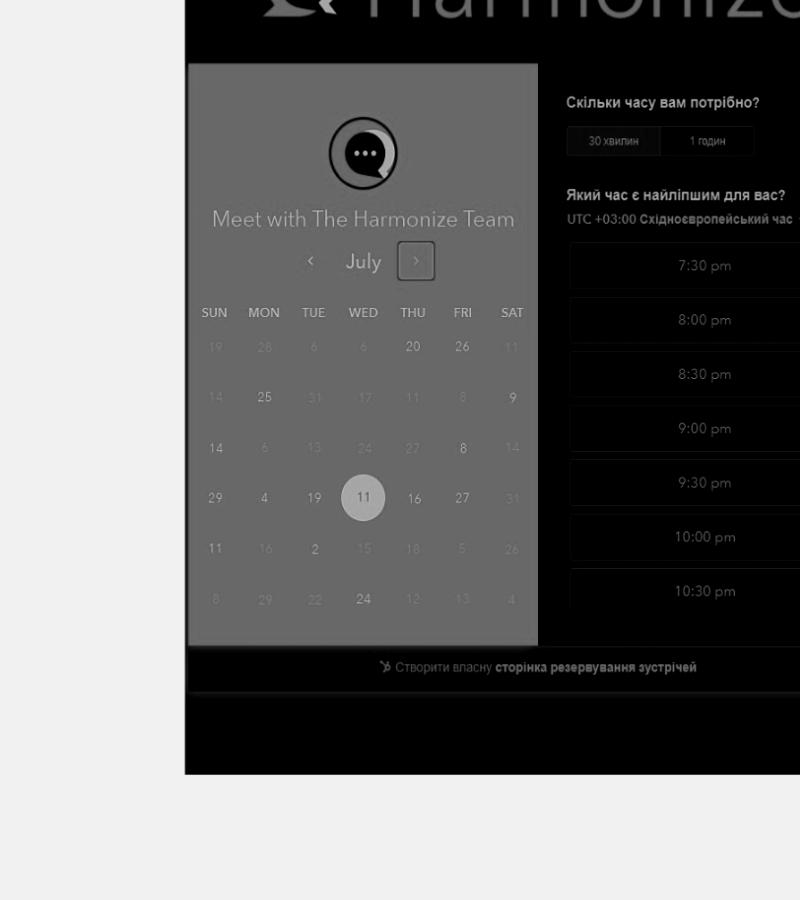 Harmonize
Meet with The Harmonize Team
July
SUN MON TUE WED THU FRI SAT
19 28 6 6 20 26 11
14 25 31 17 11 8 9
14 6 13 24 27 8 14
29 4 19 11 16 27 31
11 16 2 15 18 5 26
8 29 22 24 12 13 4
Скільки часу вам потрібно?
30 хвилин 1 годин
Який час є найліпшим для вас?
UTC +03:00 Східноєвропейський час
7:30 pm
8:00 pm
8:30 pm
9:00 pm
9:30 pm
10:00 pm
10:30 pm
Створити власну сторінка резервування зустрічей